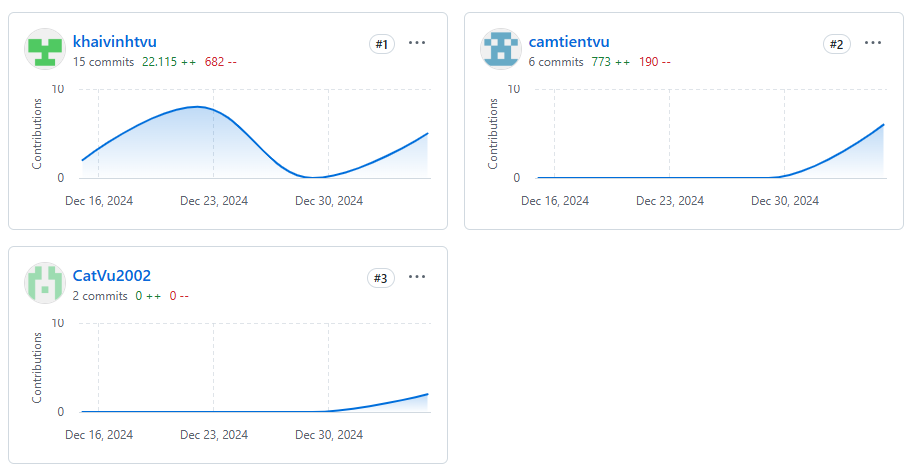 khaivinhtvu
#1
15 commits 22.115 ++ 682 --
Contributions
10
0
Dec 16, 2024 Dec 23, 2024 Dec 30, 2024
camtientvu
#2
6 commits 773 ++ 190 --
Contributions
10
0
Dec 16, 2024 Dec 23, 2024 Dec 30, 2024
CatVu2002
#3
2 commits 0 ++ 0 --
Contributions
10
0
Dec 16, 2024 Dec 23, 2024 Dec 30, 2024